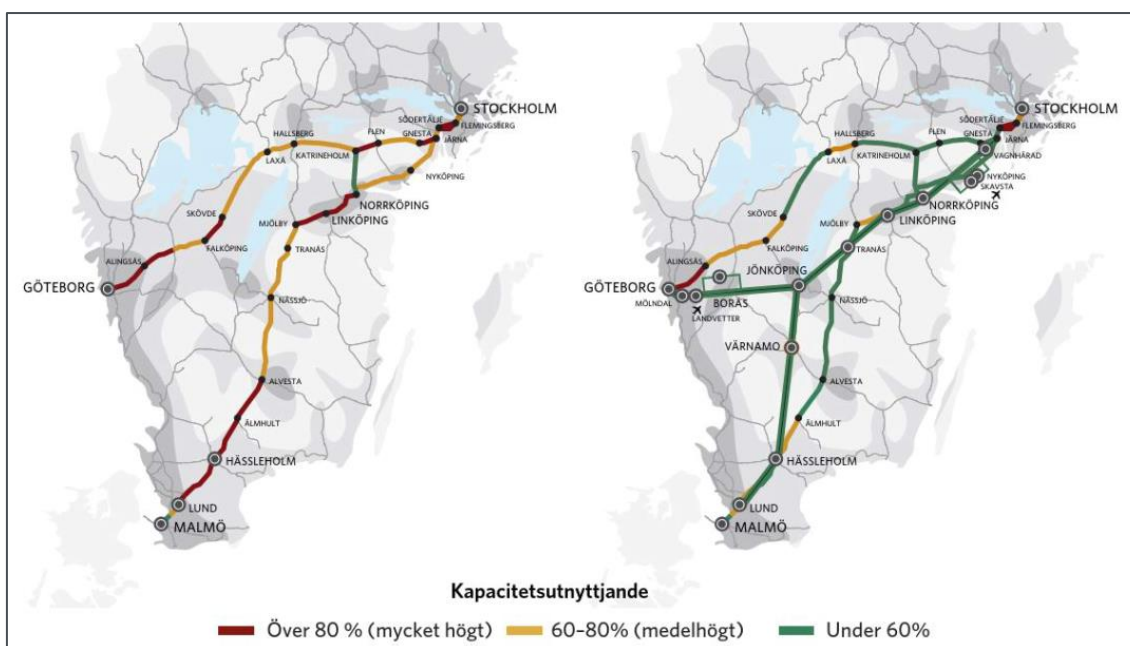 STOCKHOLM
SÖDERTÄLJE
FLEMINGSBERG
HALLSBERG
FLEN
GNESTA
JÄRNA
LAXÅ
KATRINEHOLM
NYKÖPING
NORRKÖPING
SKÖVDE
MJÖLBY
LINKÖPING
FALKÖPING
TRANÅS
ALINGSÅS
GÖTEBORG
NÄSSJÖ
ALVESTA
ÄLMHULT
HÄSSLEHOLM
LUND
MALMÖ
STOCKHOLM
SÖDERTÄLJE
FLEMINGSBERG
HALLSBERG
FLEN
GNESTA
JÄRNA
LAXÅ
KATRINEHOLM
VAGNHÄRAD
NYKÖPING
SKAVSTA
NORRKÖPING
SKÖVDE
MJÖLBY
LINKÖPING
FALKÖPING
TRANÅS
ALINGSÅS
JÖNKÖPING
GÖTEBORG
MÖLNDAL
BORÅS
NÄSSJÖ
LANDVETTER
VÄRNAMO
ALVESTA
ÄLMHULT
HÄSSLEHOLM
LUND
MALMÖ
Kapacitetsutnyttjande
Över 80 % (mycket högt)
60–80% (medelhögt)
Under 60%